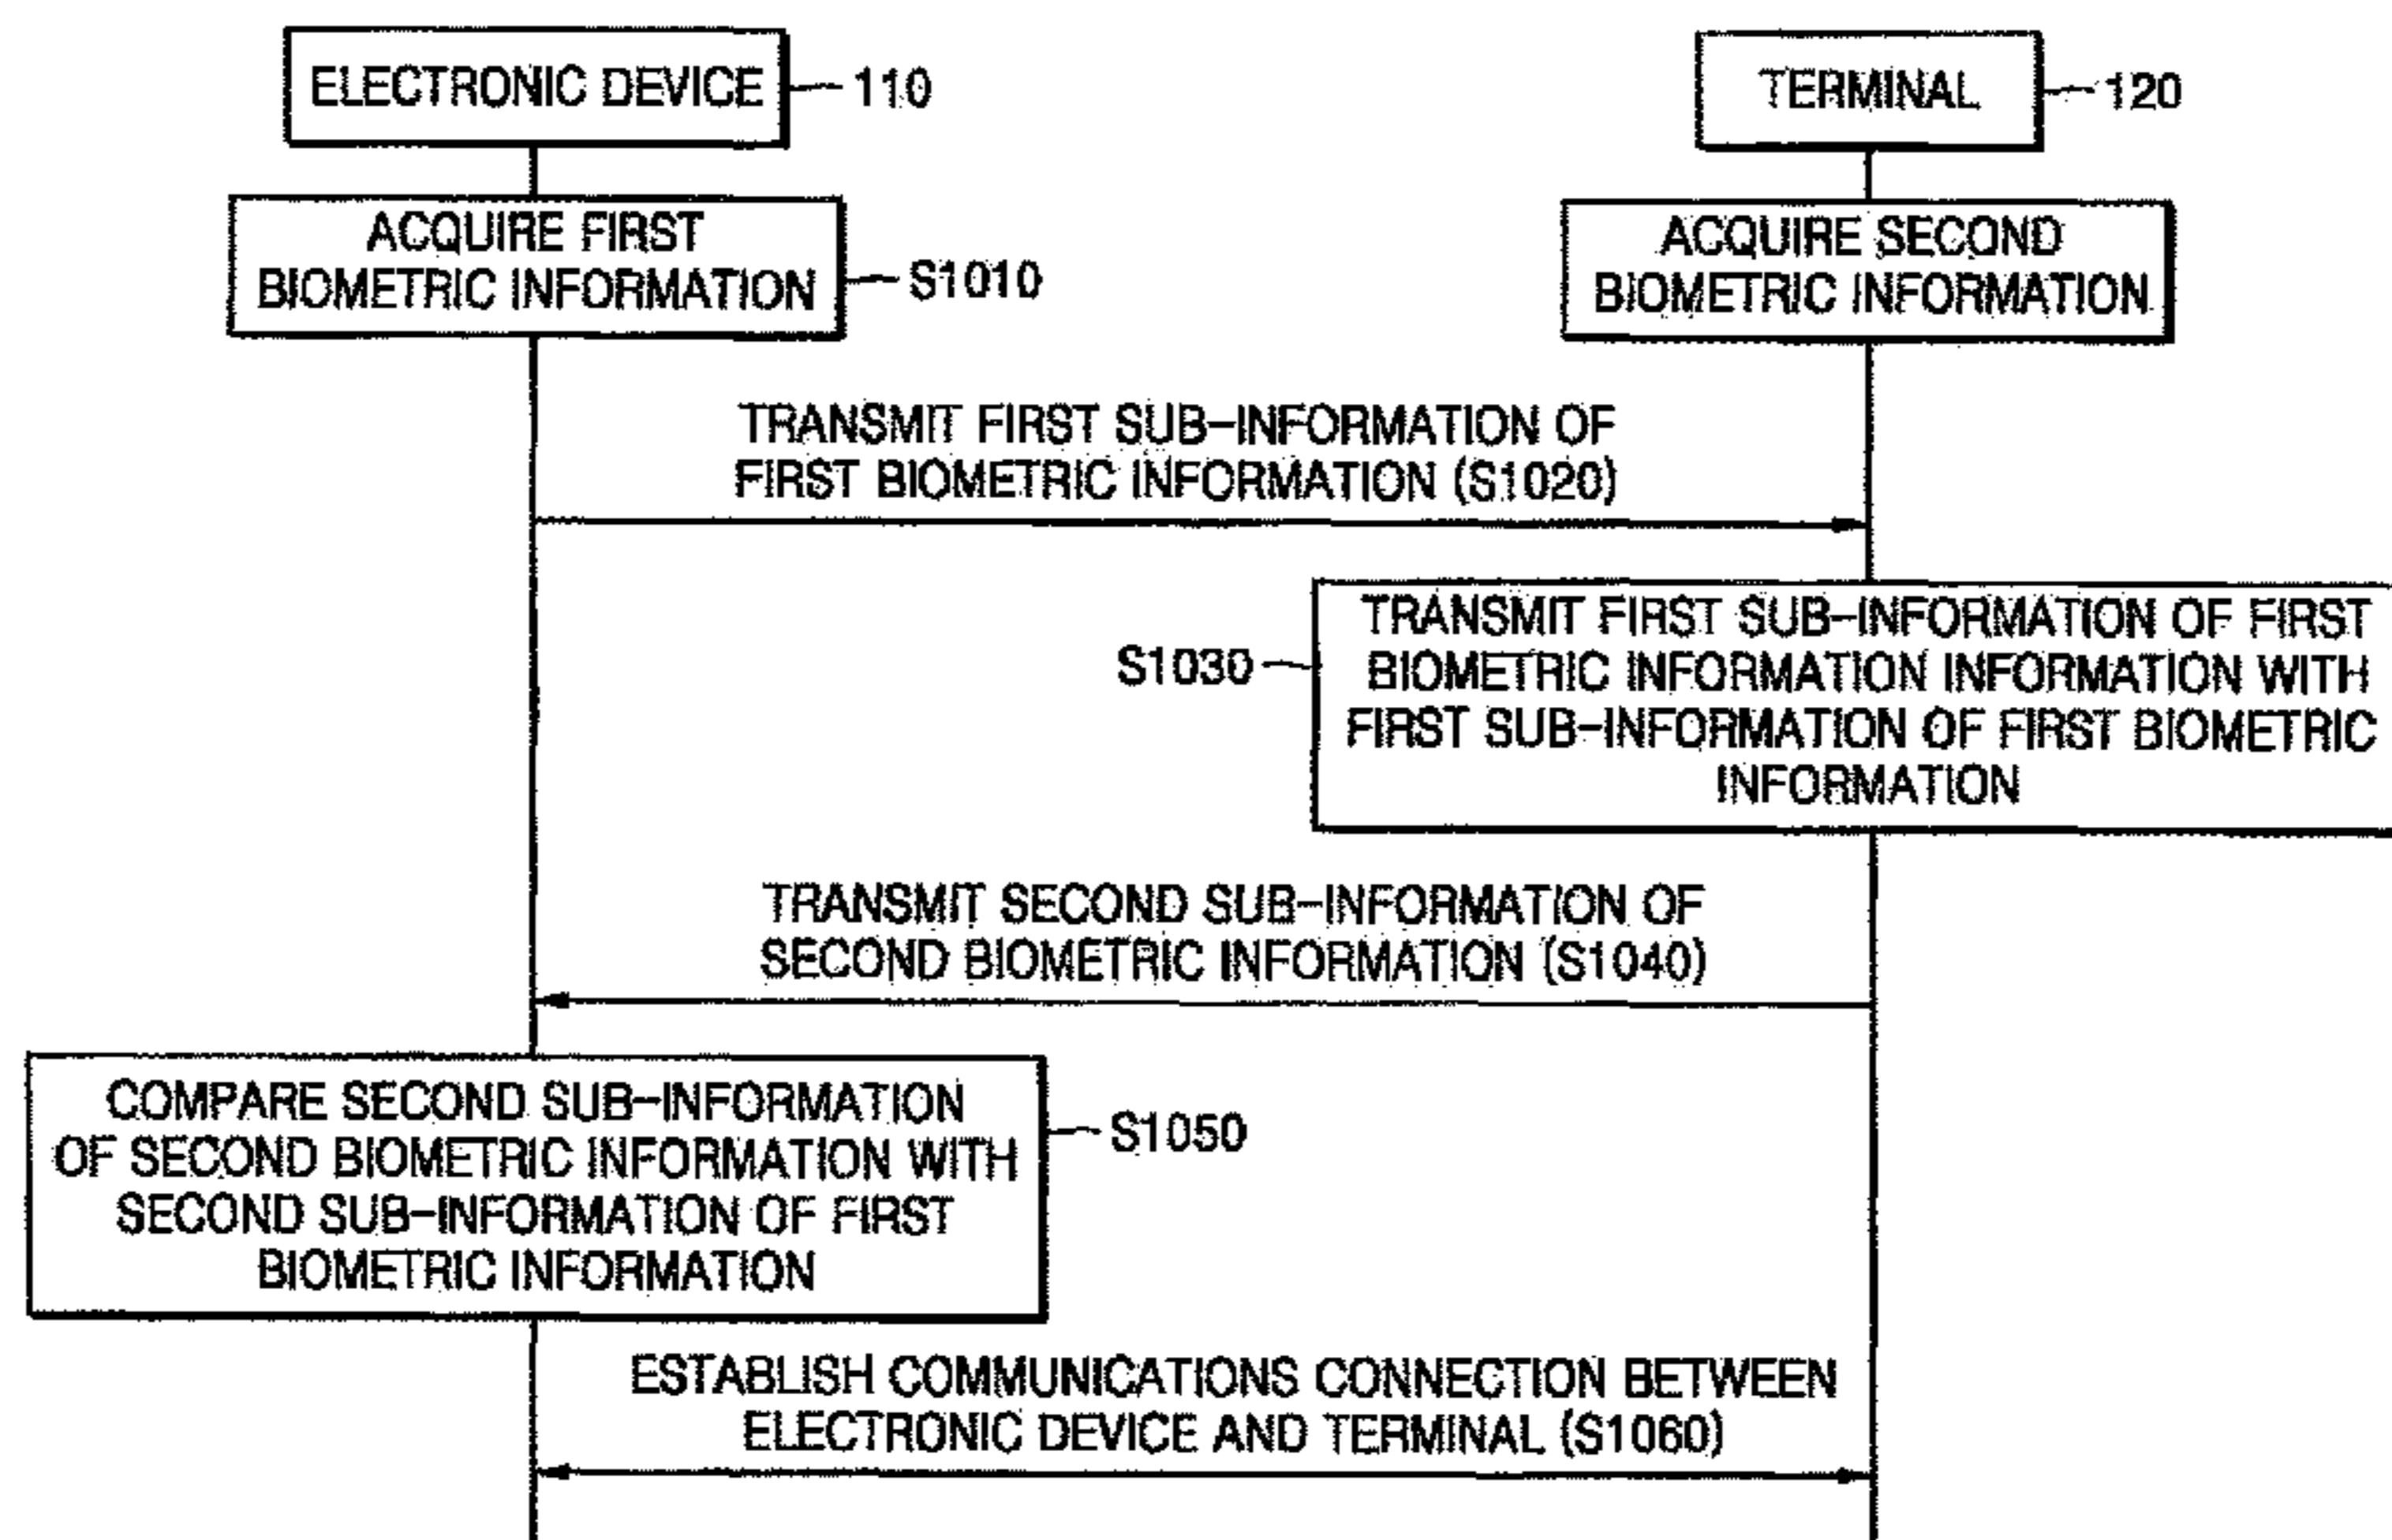 ELECTRONIC DEVICE
110
TERMINAL
120
ACQUIRE FIRST
BIOMETRIC INFORMATION
S1010
ACQUIRE SECOND
BIOMETRIC INFORMATION
TRANSMIT FIRST SUB-INFORMATION OF
FIRST BIOMETRIC INFORMATION (S1020)
S1030
TRANSMIT FIRST SUB-INFORMATION OF FIRST
BIOMETRIC INFORMATION INFORMATION WITH
FIRST SUB-INFORMATION OF FIRST BIOMETRIC
INFORMATION
TRANSMIT SECOND SUB-INFORMATION OF
SECOND BIOMETRIC INFORMATION (S1040)
COMPARE SECOND SUB-INFORMATION
OF SECOND BIOMETRIC INFORMATION WITH
SECOND SUB-INFORMATION OF FIRST
BIOMETRIC INFORMATION
S1050
ESTABLISH COMMUNICATIONS CONNECTION BETWEEN
ELECTRONIC DEVICE AND TERMINAL (S1060)